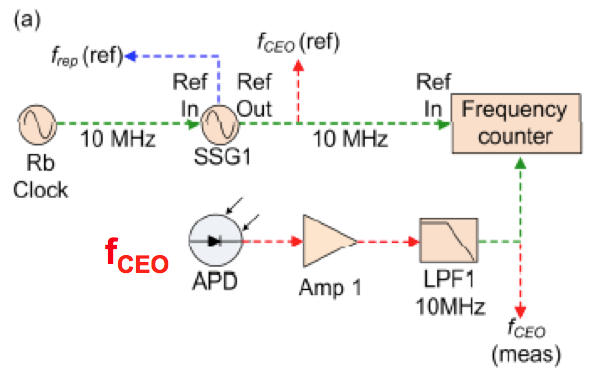 (a)
f_rep (ref)
f_CEO (ref)
Ref
In
Ref
Out
Ref
In
Frequency
counter
10 MHz
10 MHz
Rb
Clock
SSG1
f_CEO
APD
Amp 1
LPF1
10MHz
f_CEO
(meas)